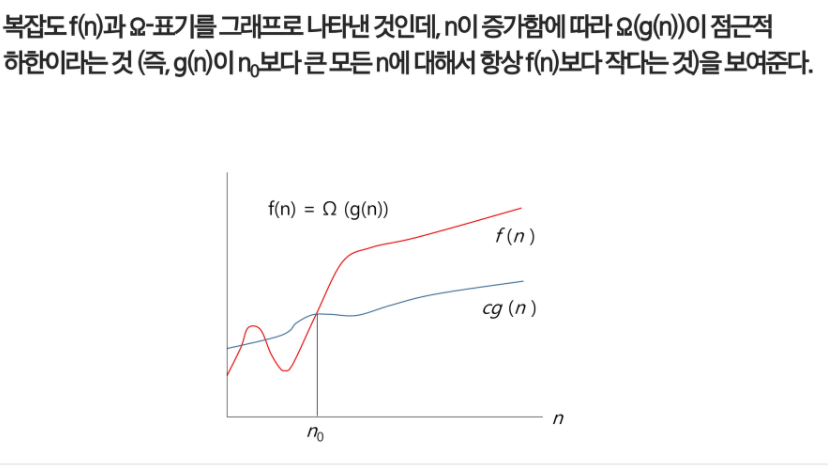 복잡도 f(n)과 Ω-표기를 그래프로 나타낸 것인데, n이 증가함에 따라 Ω(g(n))이 점근적
하한이라는 것 (즉, g(n)이 n₀보다 큰 모든 n에 대해서 항상 f(n)보다 작다는 것)을 보여준다.
f(n) = Ω (g(n))
f (n)
cg (n)
n
n₀